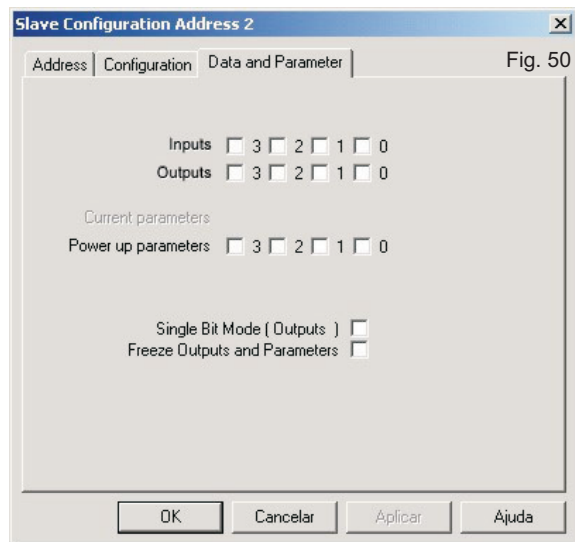 Slave Configuration Address 2
Address Configuration Data and Parameter Fig. 50
Inputs 3 2 1 0
Outputs 3 2 1 0
Current parameters
Power up parameters 3 2 1 0
Single Bit Mode ( Outputs )
Freeze Outputs and Parameters
OK Cancelar Aplicar Ajuda